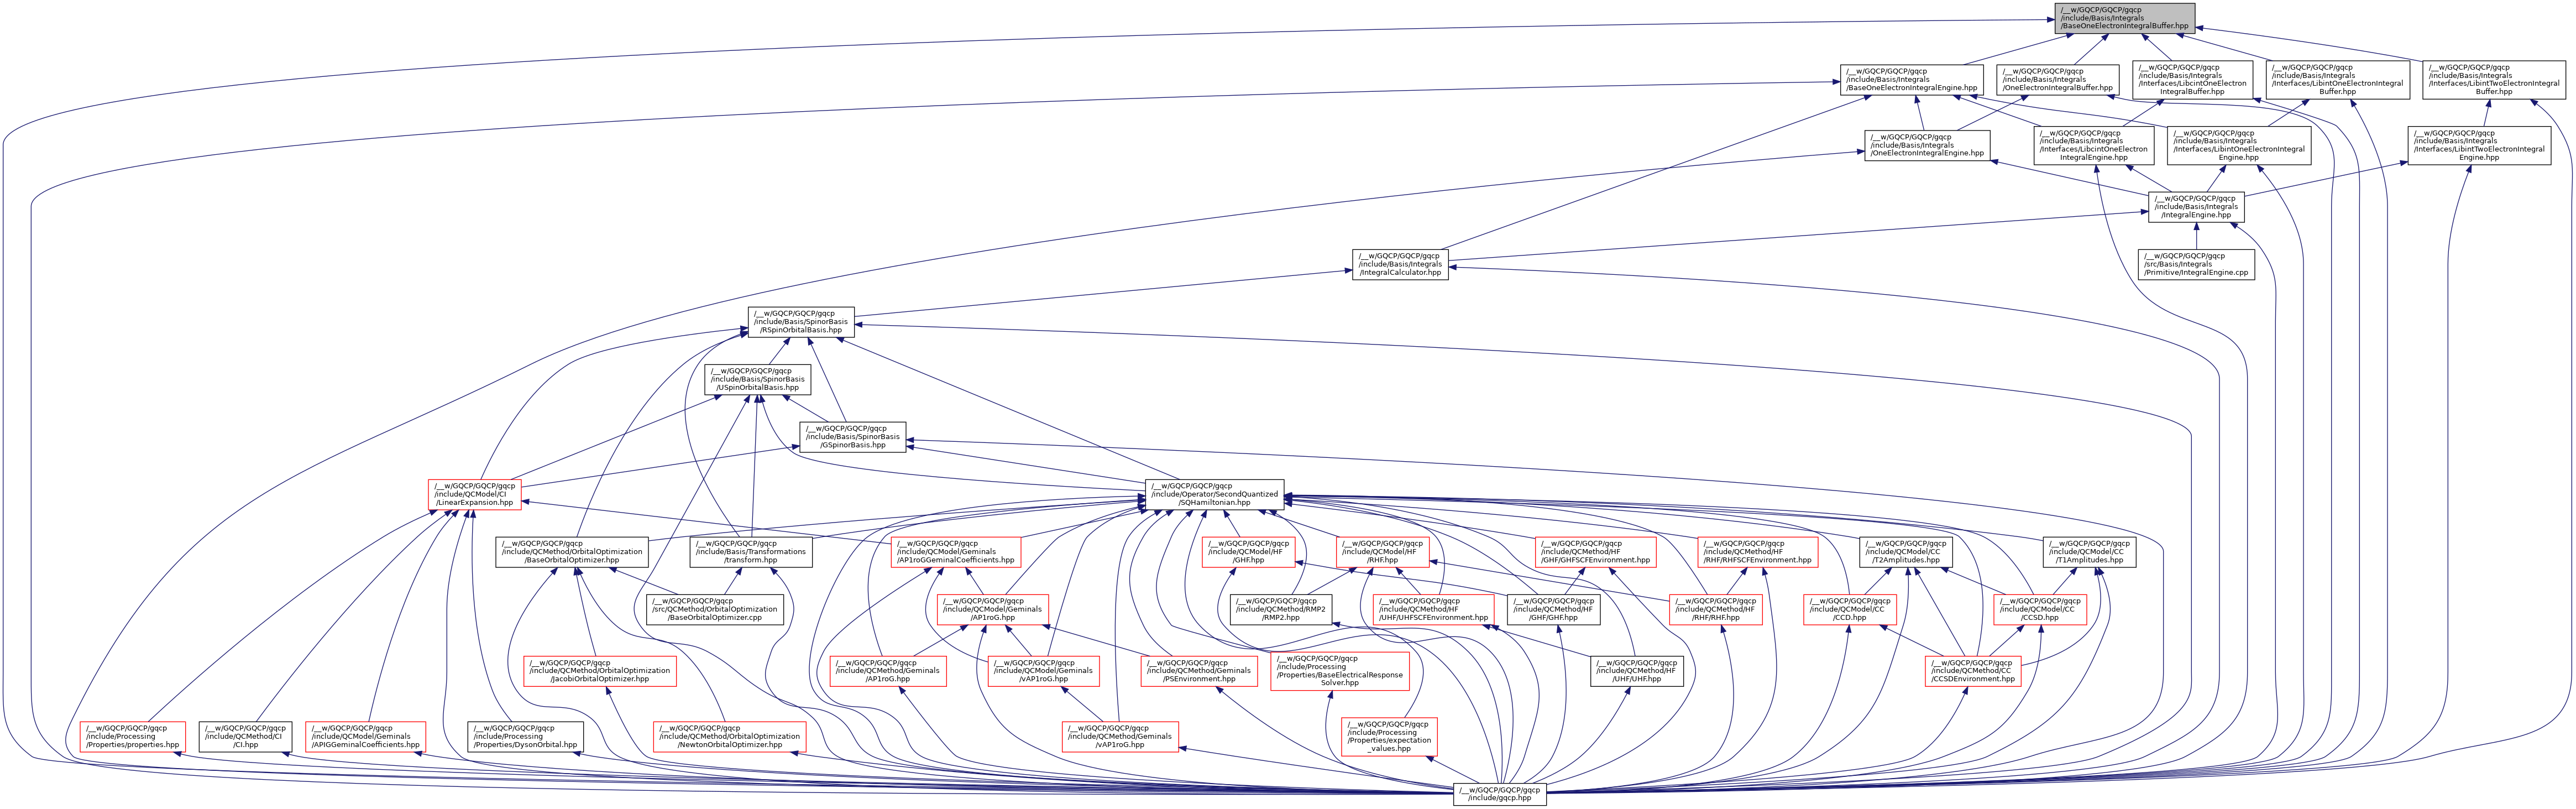 /__w/GQCP/GQCP/gqcp
/include/Basis/Integrals
/BaseOneElectronIntegralBuffer.hpp
/__w/GQCP/GQCP/gqcp
/include/Basis/Integrals
/BaseOneElectronIntegralEngine.hpp
/__w/GQCP/GQCP/gqcp
/include/Basis/Integrals
/OneElectronIntegralBuffer.hpp
/__w/GQCP/GQCP/gqcp
/include/Basis/Integrals
/Interfaces/LibcintOneElectron
IntegralBuffer.hpp
/__w/GQCP/GQCP/gqcp
/include/Basis/Integrals
/Interfaces/LibintOneElectronIntegral
Buffer.hpp
/__w/GQCP/GQCP/gqcp
/include/Basis/Integrals
/Interfaces/LibintTwoElectronIntegral
Buffer.hpp
/__w/GQCP/GQCP/gqcp
/include/Basis/Integrals
/OneElectronIntegralEngine.hpp
/__w/GQCP/GQCP/gqcp
/include/Basis/Integrals
/Interfaces/LibcintOneElectron
IntegralEngine.hpp
/__w/GQCP/GQCP/gqcp
/include/Basis/Integrals
/Interfaces/LibintOneElectronIntegral
Engine.hpp
/__w/GQCP/GQCP/gqcp
/include/Basis/Integrals
/Interfaces/LibintTwoElectronIntegral
Engine.hpp
/__w/GQCP/GQCP/gqcp
/include/Basis/Integrals
/IntegralEngine.hpp
/__w/GQCP/GQCP/gqcp
/include/Basis/Integrals
/IntegralCalculator.hpp
/__w/GQCP/GQCP/gqcp
/src/Basis/Integrals
/Primitive/IntegralEngine.cpp
/__w/GQCP/GQCP/gqcp
/include/Basis/SpinorBasis
/RSpinOrbitalBasis.hpp
/__w/GQCP/GQCP/gqcp
/include/Basis/SpinorBasis
/USpinOrbitalBasis.hpp
/__w/GQCP/GQCP/gqcp
/include/Basis/SpinorBasis
/GSpinorBasis.hpp
/__w/GQCP/GQCP/gqcp
/include/QCModel/CI
/LinearExpansion.hpp
/__w/GQCP/GQCP/gqcp
/include/Operator/SecondQuantized
/SQHamiltonian.hpp
/__w/GQCP/GQCP/gqcp
/include/QCMethod/OrbitalOptimization
/BaseOrbitalOptimizer.hpp
/__w/GQCP/GQCP/gqcp
/include/Basis/Transformations
/transform.hpp
/__w/GQCP/GQCP/gqcp
/include/QCModel/Geminals
/AP1roGGeminalCoefficients.hpp
/__w/GQCP/GQCP/gqcp
/include/QCModel/HF
/GHF.hpp
/__w/GQCP/GQCP/gqcp
/include/QCModel/HF
/RHF.hpp
/__w/GQCP/GQCP/gqcp
/include/QCMethod/HF
/GHF/GHFSCFEnvironment.hpp
/__w/GQCP/GQCP/gqcp
/include/QCMethod/HF
/RHF/RHFSCFEnvironment.hpp
/__w/GQCP/GQCP/gqcp
/include/QCModel/CC
/T2Amplitudes.hpp
/__w/GQCP/GQCP/gqcp
/include/QCModel/CC
/T1Amplitudes.hpp
/__w/GQCP/GQCP/gqcp
/src/QCMethod/OrbitalOptimization
/BaseOrbitalOptimizer.cpp
/__w/GQCP/GQCP/gqcp
/include/QCModel/Geminals
/AP1roG.hpp
/__w/GQCP/GQCP/gqcp
/include/QCMethod/RMP2
/RMP2.hpp
/__w/GQCP/GQCP/gqcp
/include/QCMethod/HF
/UHF/UHFSCFEnvironment.hpp
/__w/GQCP/GQCP/gqcp
/include/QCMethod/HF
/GHF/GHF.hpp
/__w/GQCP/GQCP/gqcp
/include/QCMethod/HF
/RHF/RHF.hpp
/__w/GQCP/GQCP/gqcp
/include/QCModel/CC
/CCD.hpp
/__w/GQCP/GQCP/gqcp
/include/QCModel/CC
/CCSD.hpp
/__w/GQCP/GQCP/gqcp
/include/QCMethod/OrbitalOptimization
/JacobiOrbitalOptimizer.hpp
/__w/GQCP/GQCP/gqcp
/include/QCMethod/Geminals
/AP1roG.hpp
/__w/GQCP/GQCP/gqcp
/include/QCModel/Geminals
/vAP1roG.hpp
/__w/GQCP/GQCP/gqcp
/include/QCMethod/Geminals
/PSEnvironment.hpp
/__w/GQCP/GQCP/gqcp
/include/Processing
/Properties/BaseElectricalResponse
Solver.hpp
/__w/GQCP/GQCP/gqcp
/include/QCMethod/HF
/UHF/UHF.hpp
/__w/GQCP/GQCP/gqcp
/include/QCMethod/CC
/CCSDEnvironment.hpp
/__w/GQCP/GQCP/gqcp
/include/Processing
/Properties/properties.hpp
/__w/GQCP/GQCP/gqcp
/include/QCMethod/CI
/CI.hpp
/__w/GQCP/GQCP/gqcp
/include/QCModel/Geminals
/APIGGeminalCoefficients.hpp
/__w/GQCP/GQCP/gqcp
/include/Processing
/Properties/DysonOrbital.hpp
/__w/GQCP/GQCP/gqcp
/include/QCMethod/OrbitalOptimization
/NewtonOrbitalOptimizer.hpp
/__w/GQCP/GQCP/gqcp
/include/QCMethod/Geminals
/vAP1roG.hpp
/__w/GQCP/GQCP/gqcp
/include/Processing
/Properties/expectation
_values.hpp
/__w/GQCP/GQCP/gqcp
/include/gqcp.hpp